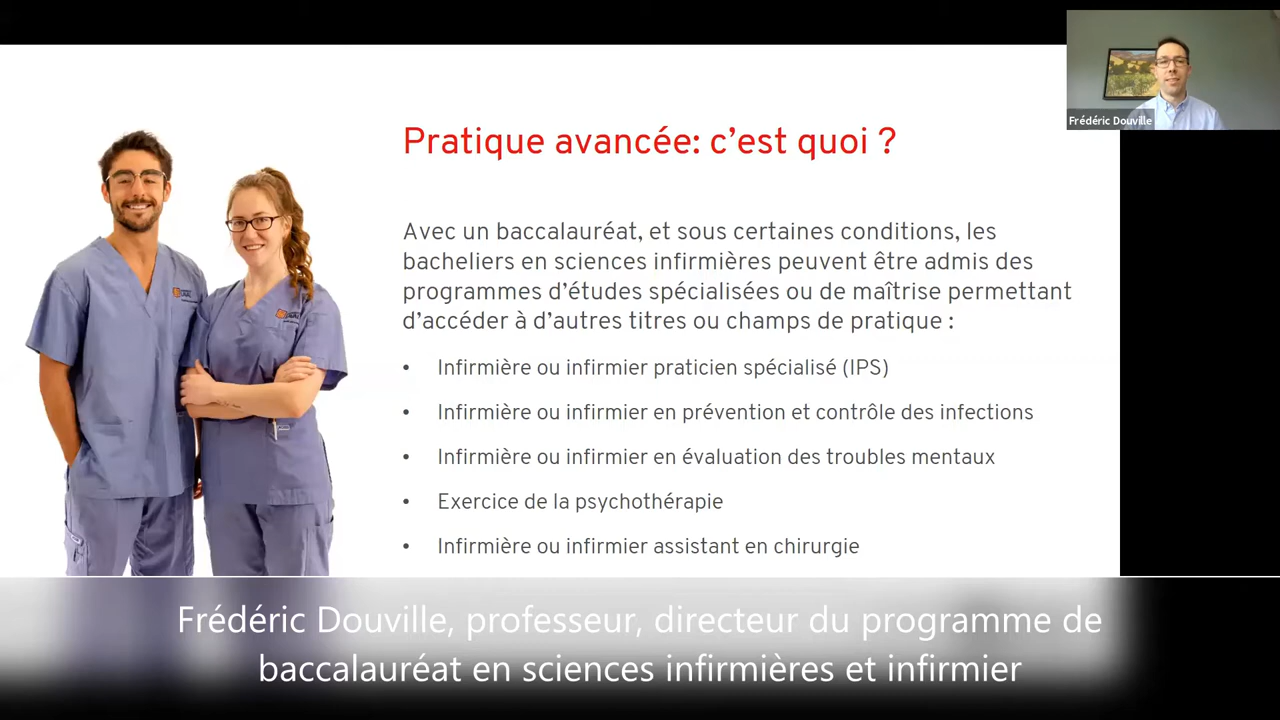 Frédéric Douville
Pratique avancée: c’est quoi ?
Avec un baccalauréat, et sous certaines conditions, les
bacheliers en sciences infirmières peuvent être admis des
programmes d’études spécialisées ou de maîtrise permettant
d’accéder à d’autres titres ou champs de pratique :
• Infirmière ou infirmier praticien spécialisé (IPS)
• Infirmière ou infirmier en prévention et contrôle des infections
• Infirmière ou infirmier en évaluation des troubles mentaux
• Exercice de la psychothérapie
• Infirmière ou infirmier assistant en chirurgie
Frédéric Douville, professeur, directeur du programme de
baccalauréat en sciences infirmières et infirmier